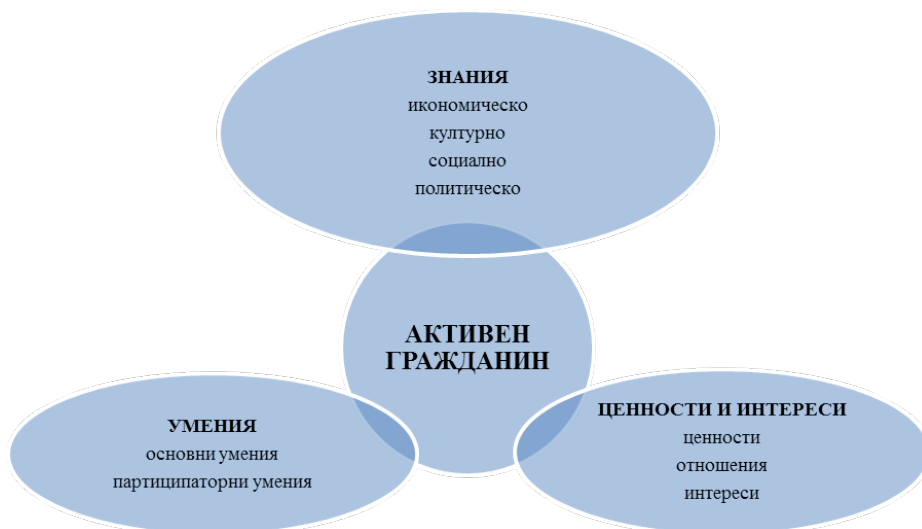 ЗНАНИЯ
икономическо
културно
социално
политическо
АКТИВЕН
ГРАЖДАНИН
УМЕНИЯ
основни умения
партиципаторни умения
ЦЕННОСТИ И ИНТЕРЕСИ
ценности
отношения
интереси